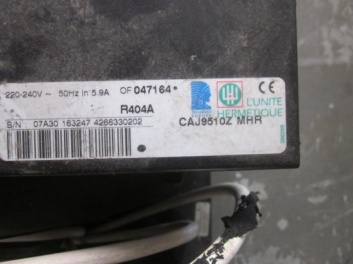 220-240V ~ 50Hz In 5.9A OF 047164*
R404A
S/N 07A30 163247 4266330202
L'UNITE
HERMETIQUE
CE
CAJ9510Z MHR